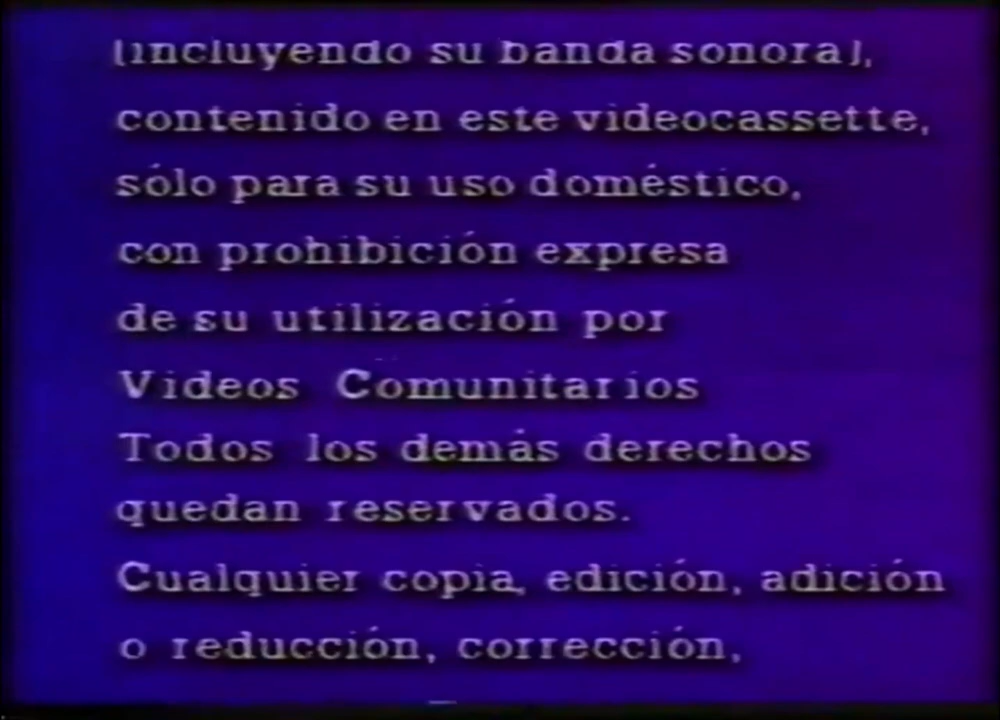 (incluyendo su banda sonora),
contenido en este videocassette,
sólo para su uso doméstico,
con prohibición expresa
de su utilización por
Videos Comunitarios
Todos los demás derechos
quedan reservados.
Cualquier copia, edición, adición
o reducción, corrección,